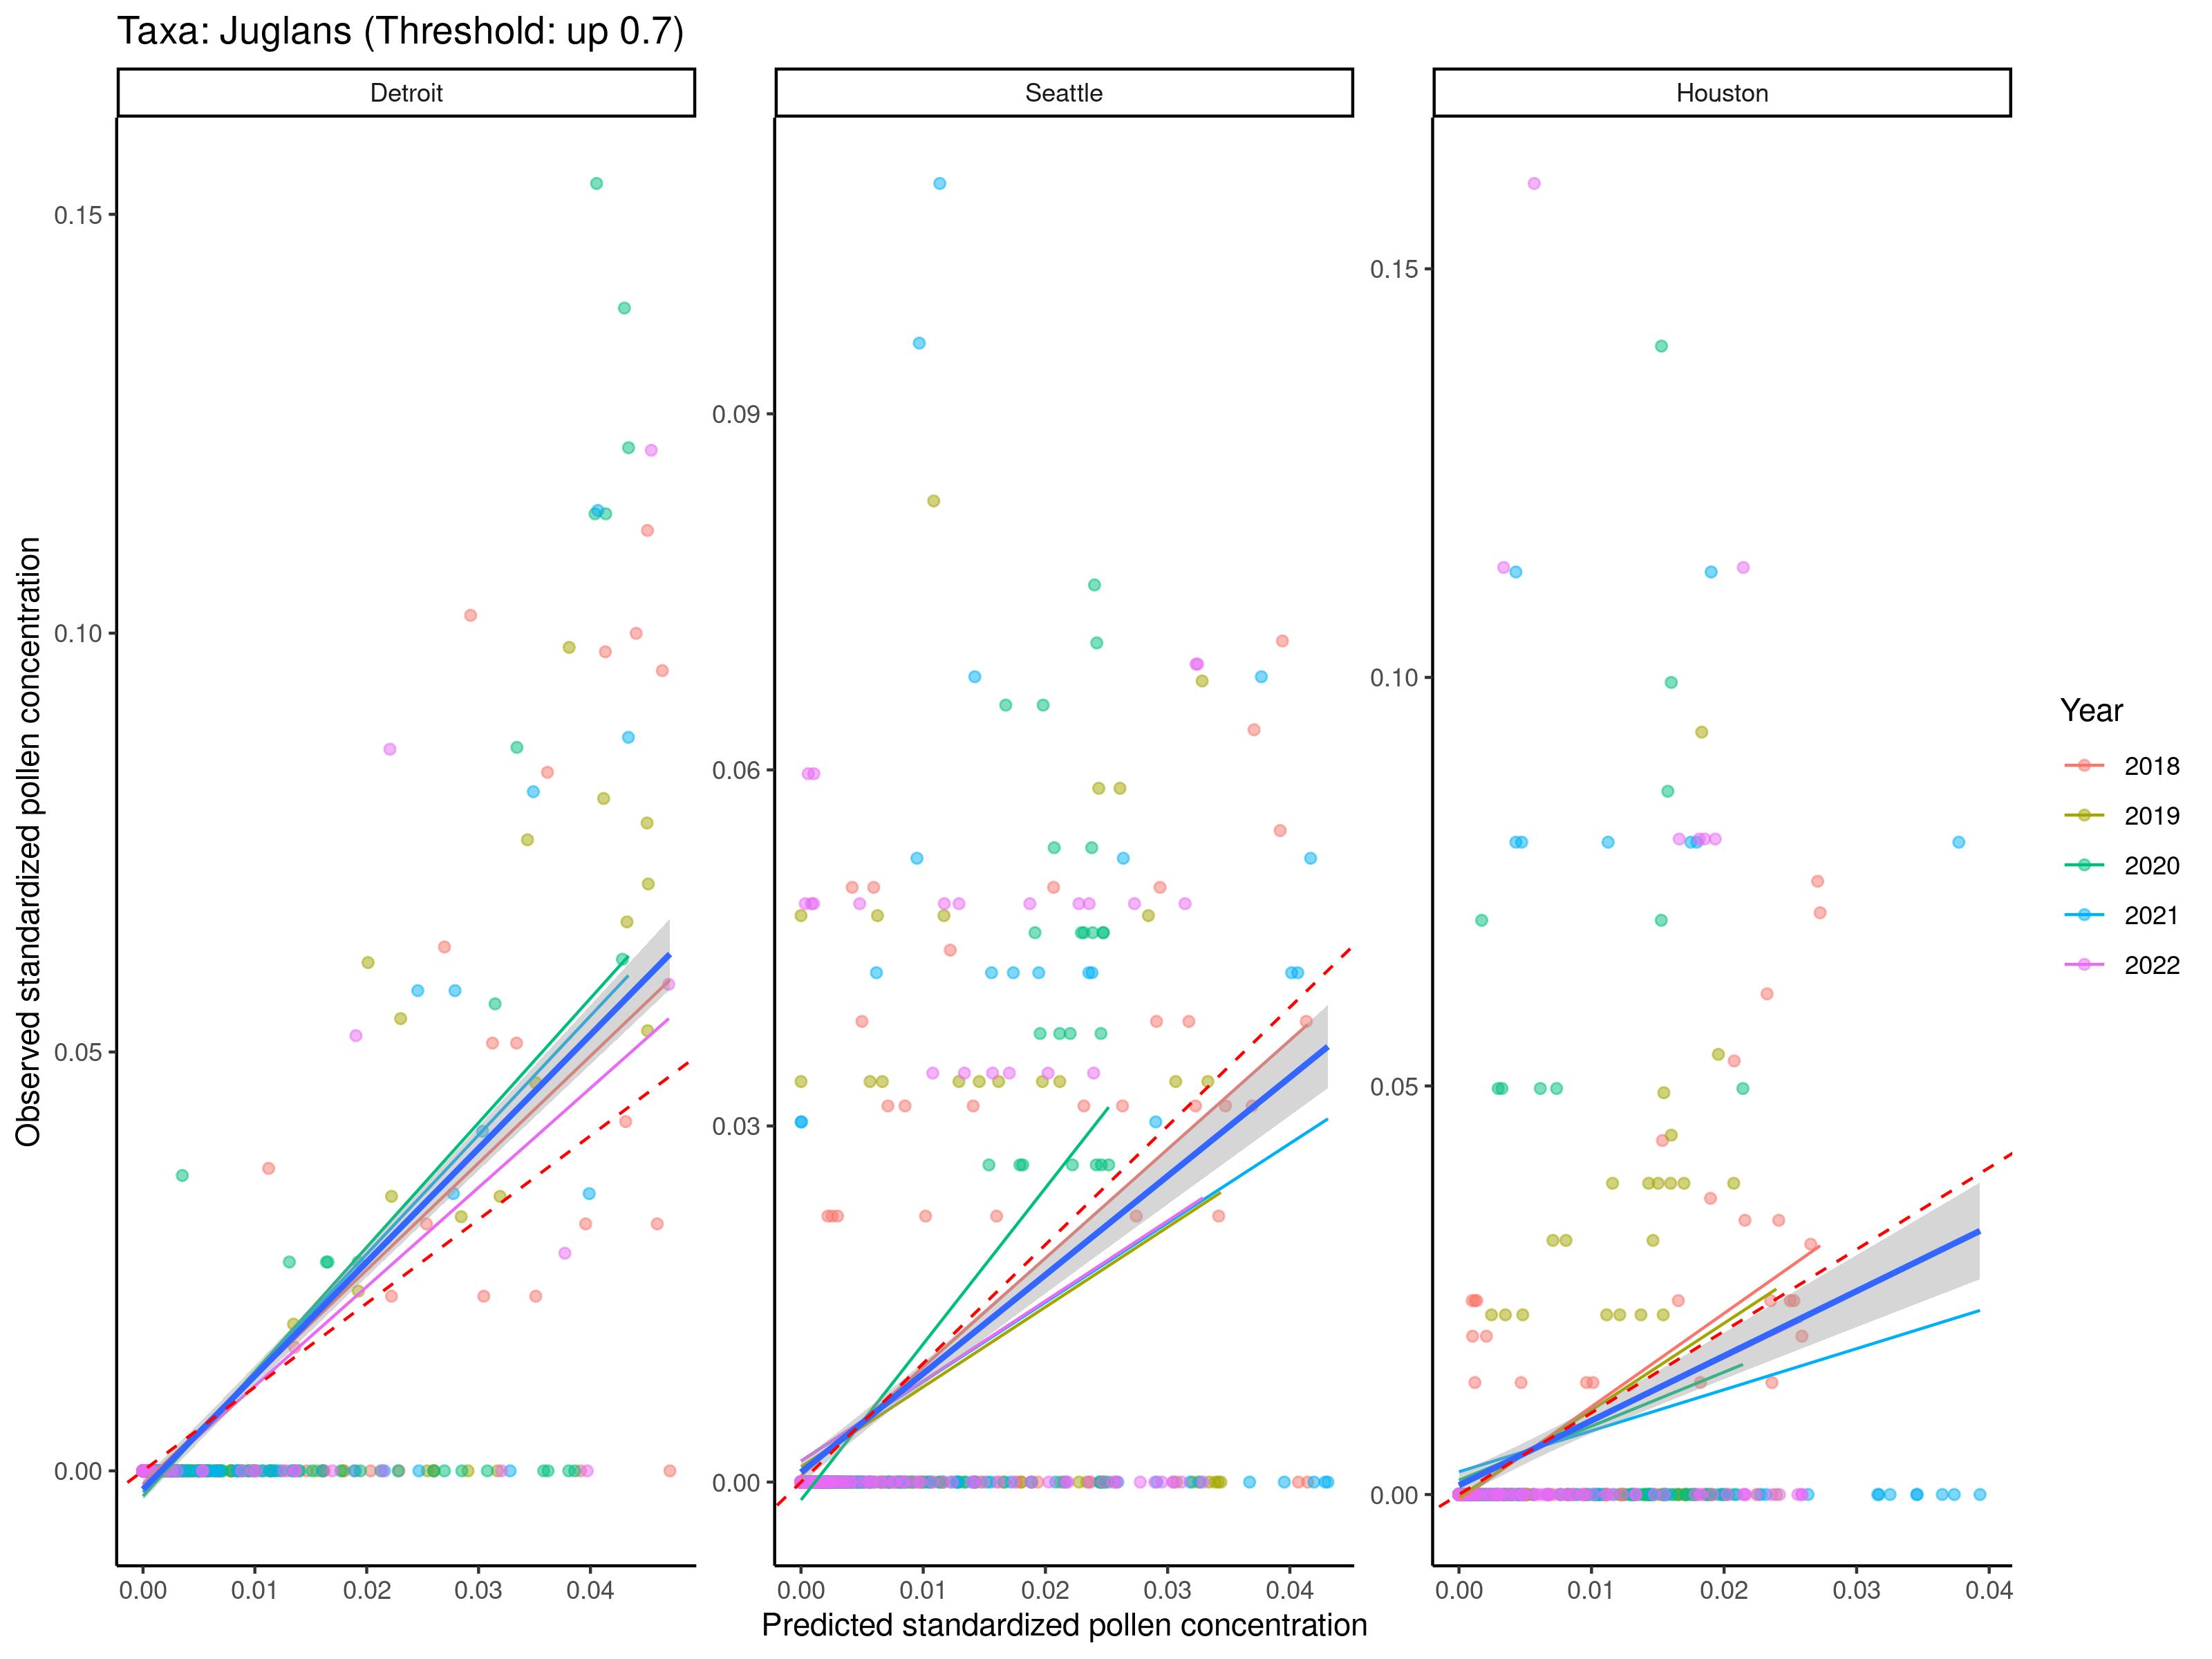 Taxa: Juglans (Threshold: up 0.7)
Detroit
Seattle
Houston
Observed standardized pollen concentration
0.15
0.10
0.05
0.00
0.09
0.06
0.03
0.00
0.15
0.10
0.05
0.00
0.00 0.01 0.02 0.03 0.04
0.00 0.01 0.02 0.03 0.04
0.00 0.01 0.02 0.03 0.04
Predicted standardized pollen concentration
Year
2018
2019
2020
2021
2022